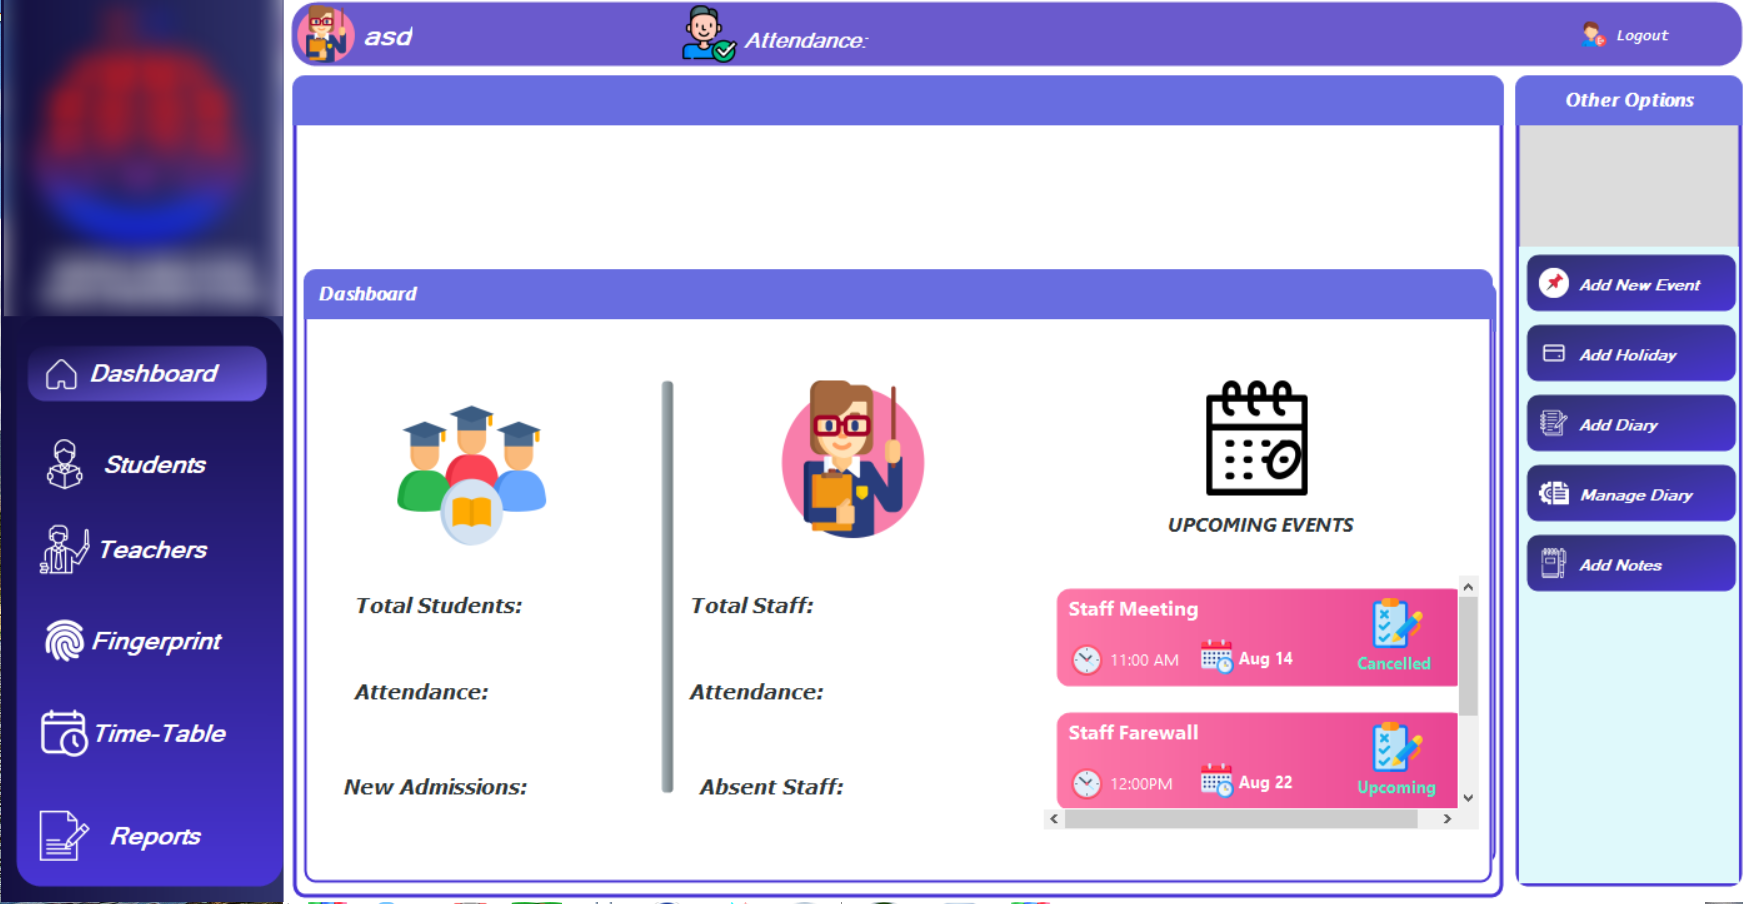 asd
Attendance:
Logout
Other Options
Dashboard
Add New Event
Add Holiday
Add Diary
Manage Diary
Add Notes
Dashboard
Students
Teachers
Fingerprint
Time-Table
Reports
Total Students:
Attendance:
New Admissions:
Total Staff:
Attendance:
Absent Staff:
UPCOMING EVENTS
Staff Meeting
11:00 AM
Aug 14
Cancelled
Staff Farewall
12:00PM
Aug 22
Upcoming